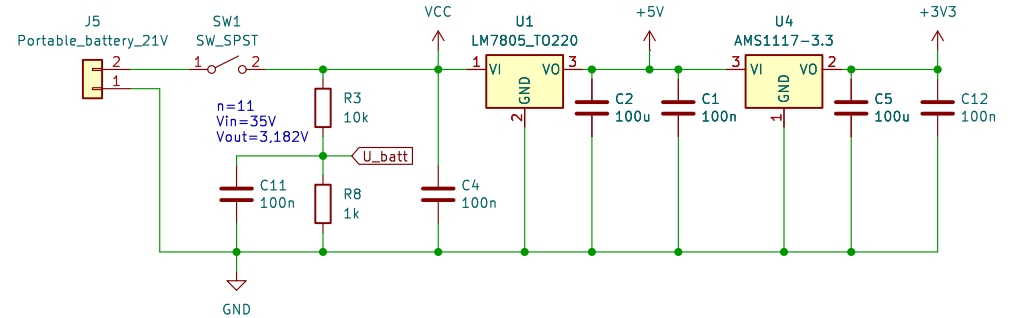 J5
Portable_battery_21V
2
1
SW1
SW_SPST
1
2
n=11
Vin=35V
Vout=3,182V
R3
10k
U_batt
C11
100n
R8
1k
GND
VCC
C4
100n
U1
LM7805_TO220
1
VI
VO
3
GND
2
+5V
C2
100u
C1
100n
U4
AMS1117-3.3
3
VI
VO
2
GND
1
C5
100u
+3V3
C12
100n